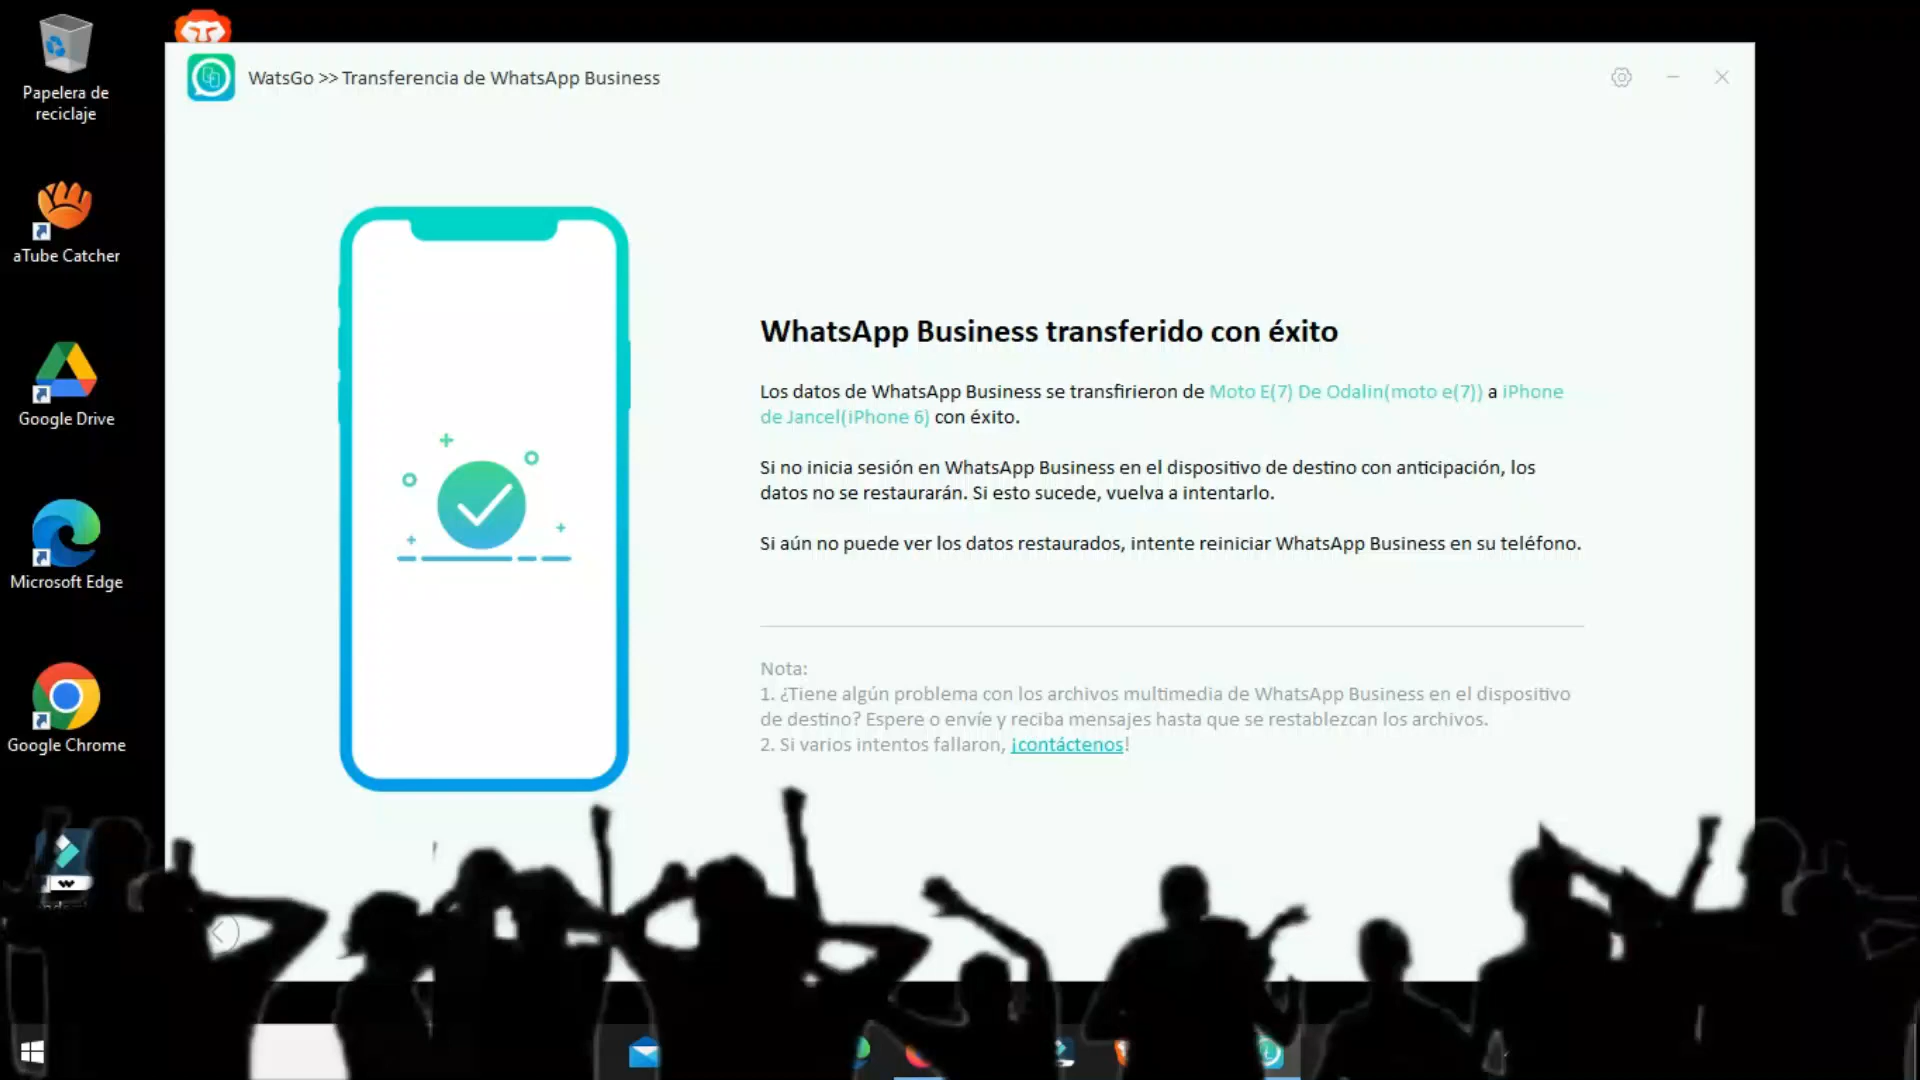 Papelera de
reciclaje
aTube Catcher
Google Drive
Microsoft Edge
Google Chrome
WatsGo >> Transferencia de WhatsApp Business
WhatsApp Business transferido con éxito
Los datos de WhatsApp Business se transfirieron de Moto E(7) De Odalin(moto e(7)) a iPhone
de Jancel(iPhone 6) con éxito.
Si no inicia sesión en WhatsApp Business en el dispositivo de destino con anticipación, los
datos no se restaurarán. Si esto sucede, vuelva a intentarlo.
Si aún no puede ver los datos restaurados, intente reiniciar WhatsApp Business en su teléfono.
Nota:
1. ¿Tiene algún problema con los archivos multimedia de WhatsApp Business en el dispositivo
de destino? Espere o envíe y reciba mensajes hasta que se restablezcan los archivos.
2. Si varios intentos fallaron, ¡contáctenos!